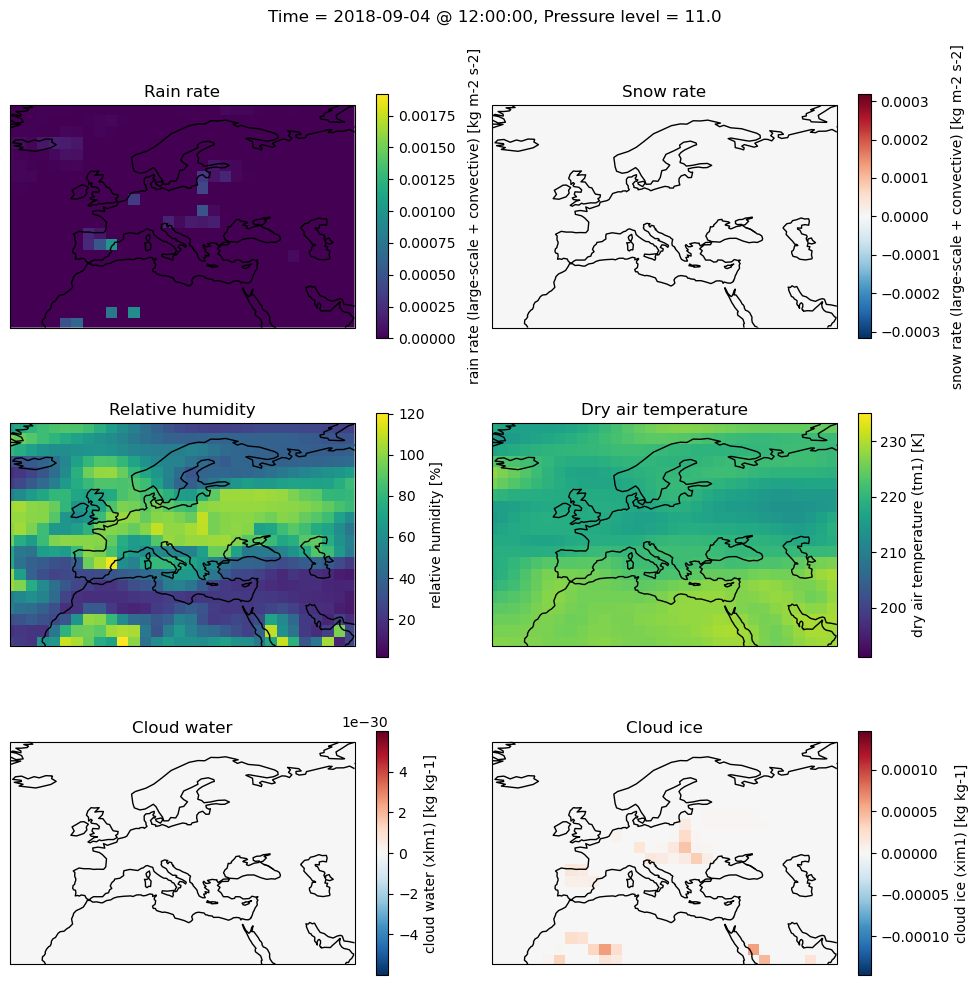 Time = 2018-09-04 @ 12:00:00, Pressure level = 11.0
Rain rate
0.00175
0.00150
0.00125
0.00100
0.00075
0.00050
0.00025
0.00000
rain rate (large-scale + convective) [kg m-2 s-2]
Snow rate
0.0003
0.0002
0.0001
0.0000
−0.0001
−0.0002
−0.0003
snow rate (large-scale + convective) [kg m-2 s-2]
Relative humidity
120
100
80
60
40
20
relative humidity [%]
Dry air temperature
230
220
210
200
dry air temperature (tm1) [K]
Cloud water
1e−30
4
2
0
−2
−4
cloud water (xlm1) [kg kg-1]
Cloud ice
0.00010
0.00005
0.00000
−0.00005
−0.00010
cloud ice (xim1) [kg kg-1]